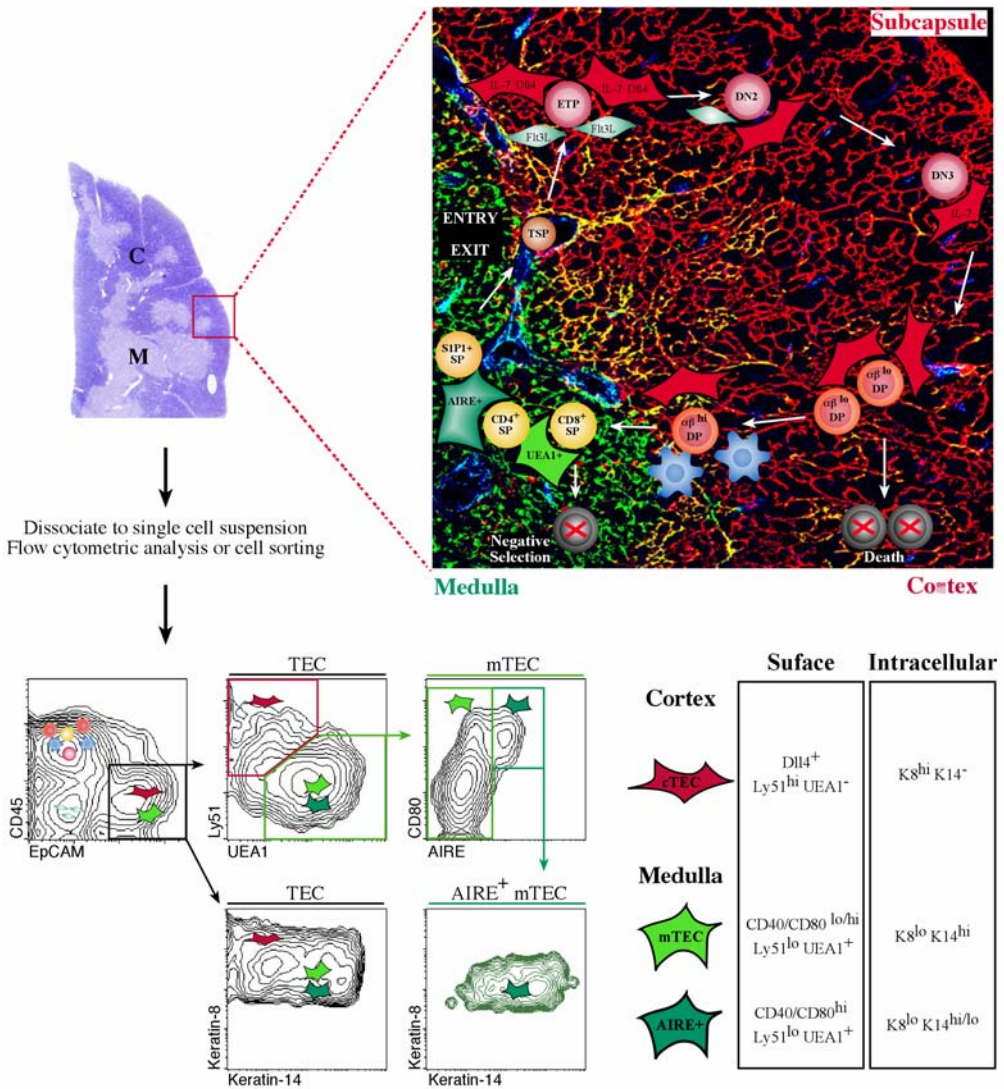 Subcapsule
IL-7 Dll4
IL-7 Dll4
ETP
DN2
Flt3L
Flt3L
DN3
IL-7
ENTRY
EXIT
TSP
C
M
S1P1+
SP
AIRE+
CD4+
SP
CD8+
SP
UEA1+
αβ hi
DP
αβ lo
DP
αβ lo
DP
Negative
Selection
Death
Medulla
Dissociate to single cell suspension
Flow cytometric analysis or cell sorting
TEC
mTEC
CD45
EpCAM
Ly51
UEA1
CD80
AIRE
TEC
AIRE+ mTEC
Keratin-8
Keratin-14
Keratin-8
Keratin-14
Suface
Intracellular
Cortex
cTEC
Dll4+
Ly51hi UEA1-
K8hi K14-
Medulla
mTEC
CD40/CD80 lo/hi
Ly51lo UEA1+
K8lo K14hi
AIRE+
CD40/CD80hi
Ly51lo UEA1+
K8lo K14hi/lo